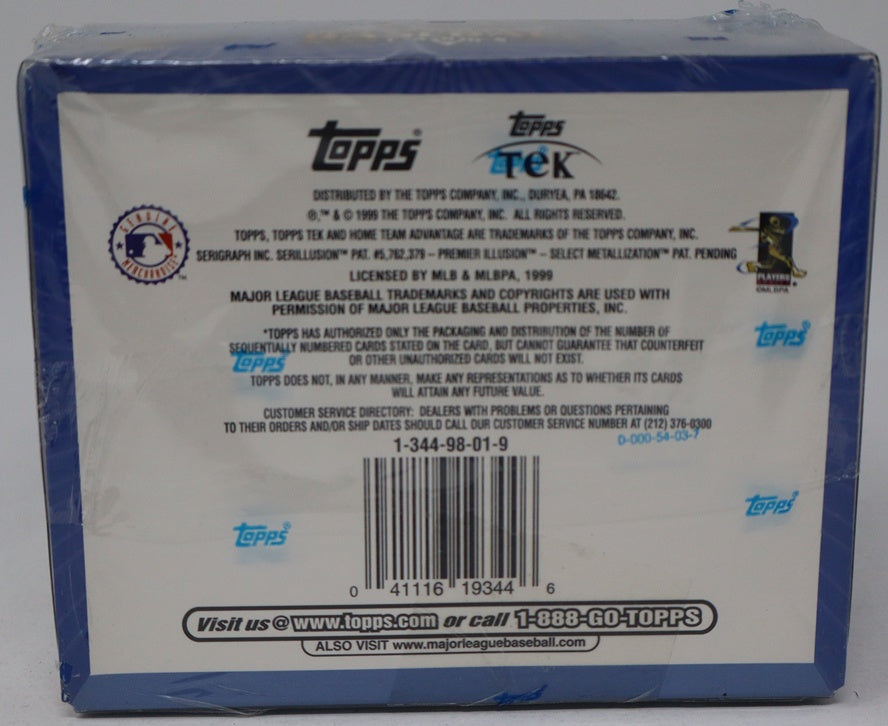 Topps®
Topps
TEK
DISTRIBUTED BY THE TOPPS COMPANY, INC., DURYEA, PA 18642.
®,™ & © 1999 THE TOPPS COMPANY, INC. ALL RIGHTS RESERVED.
TOPPS, TOPPS TEK AND HOME TEAM ADVANTAGE ARE TRADEMARKS OF THE TOPPS COMPANY, INC.
GENUINE
MERCHANDISE
™
SERIGRAPH INC. SERILLUSION™ PAT. #5,762,379 – PREMIER ILLUSION™ – SELECT METALLIZATION™ PAT. PENDING
PLAYERS
©MLBPA
LICENSED BY MLB & MLBPA, 1999
MAJOR LEAGUE BASEBALL TRADEMARKS AND COPYRIGHTS ARE USED WITH
PERMISSION OF MAJOR LEAGUE BASEBALL PROPERTIES, INC.
*TOPPS HAS AUTHORIZED ONLY THE PACKAGING AND DISTRIBUTION OF THE NUMBER OF
SEQUENTIALLY NUMBERED CARDS STATED ON THE CARD, BUT CANNOT GUARANTEE THAT COUNTERFEIT
OR OTHER UNAUTHORIZED CARDS WILL NOT EXIST.
Topps®
Topps®
TOPPS DOES NOT, IN ANY MANNER, MAKE ANY REPRESENTATIONS AS TO WHETHER ITS CARDS
WILL ATTAIN ANY FUTURE VALUE.
CUSTOMER SERVICE DIRECTORY: DEALERS WITH PROBLEMS OR QUESTIONS PERTAINING
TO THEIR ORDERS AND/OR SHIP DATES SHOULD CALL OUR CUSTOMER SERVICE NUMBER AT (212) 376-0300
D-000-54-03-7
1-344-98-01-9
Topps®
Topps®
0 41116 19344 6
Visit us @ www.topps.com or call 1-888-GO-TOPPS
ALSO VISIT www.majorleaguebaseball.com